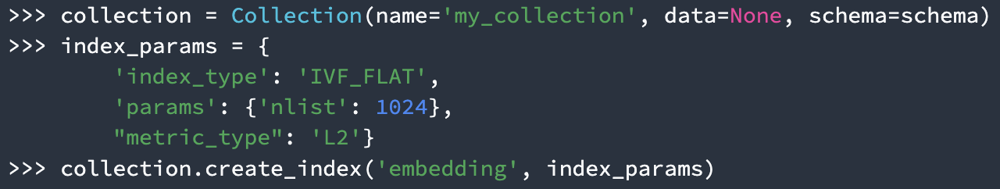 >>> collection = Collection(name='my_collection', data=None, schema=schema)
>>> index_params = {
        'index_type': 'IVF_FLAT',
        'params': {'nlist': 1024},
        "metric_type": 'L2'}
>>> collection.create_index('embedding', index_params)